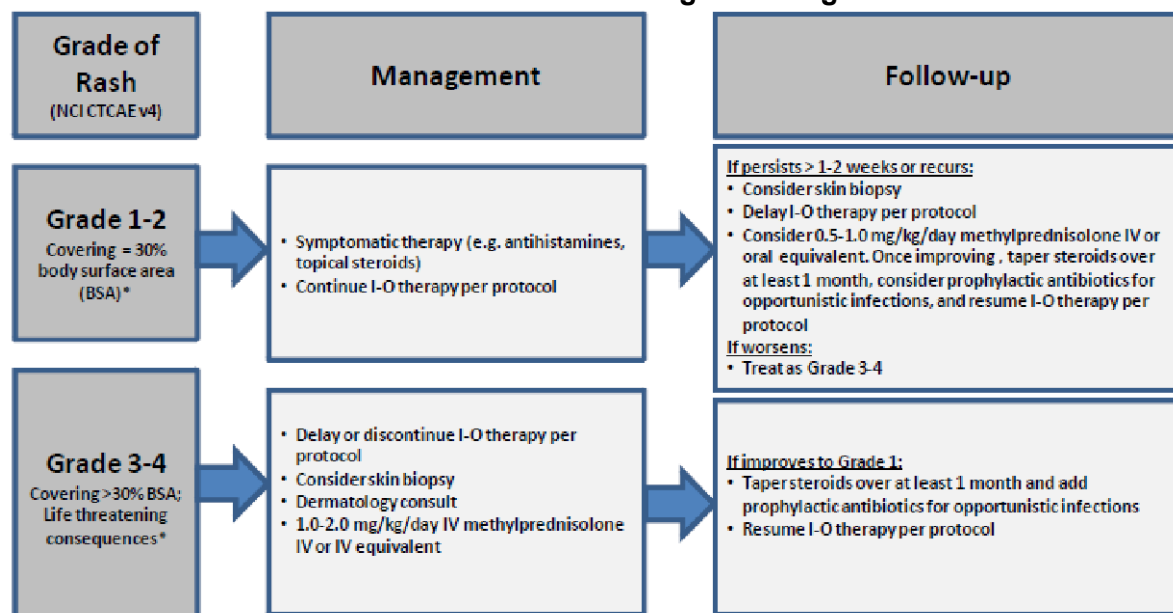 Grade of
Rash
(NCI CTCAE v4)
Management
Follow-up
Grade 1-2
Covering = 30%
body surface area
(BSA)*
• Symptomatic therapy (e.g. antihistamines,
topical steroids)
• Continue I-O therapy per protocol
If persists > 1-2 weeks or recurs:
• Consider skin biopsy
• Delay I-O therapy per protocol
• Consider 0.5-1.0 mg/kg/day methylprednisolone IV or
oral equivalent. Once improving , taper steroids over
at least 1 month, consider prophylactic antibiotics for
opportunistic infections, and resume I-O therapy per
protocol
If worsens:
• Treat as Grade 3-4
Grade 3-4
Covering >30% BSA;
Life threatening
consequences*
• Delay or discontinue I-O therapy per
protocol
• Consider skin biopsy
• Dermatology consult
• 1.0-2.0 mg/kg/day IV methylprednisolone
IV or IV equivalent
If improves to Grade 1:
• Taper steroids over at least 1 month and add
prophylactic antibiotics for opportunistic infections
• Resume I-O therapy per protocol